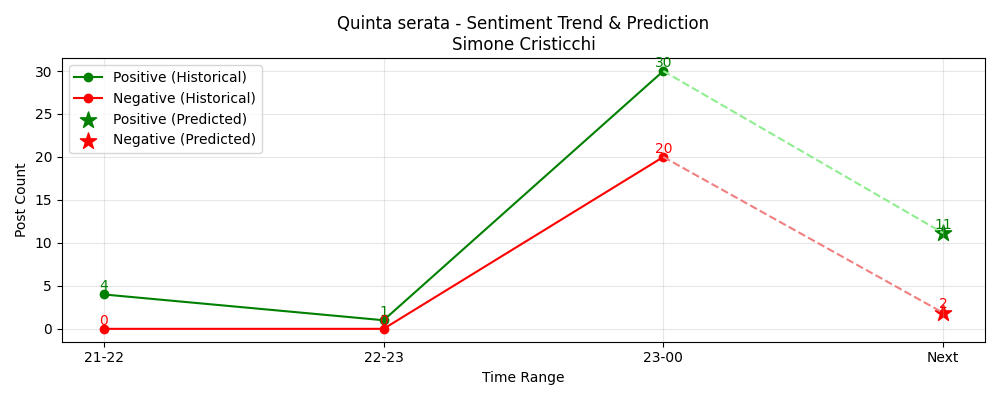 Quinta serata - Sentiment Trend & Prediction
Simone Cristicchi
Positive (Historical)
Negative (Historical)
Positive (Predicted)
Negative (Predicted)
Post Count
30
25
20
15
10
5
0
4
0
1
30
20
11
2
21-22
22-23
23-00
Next
Time Range